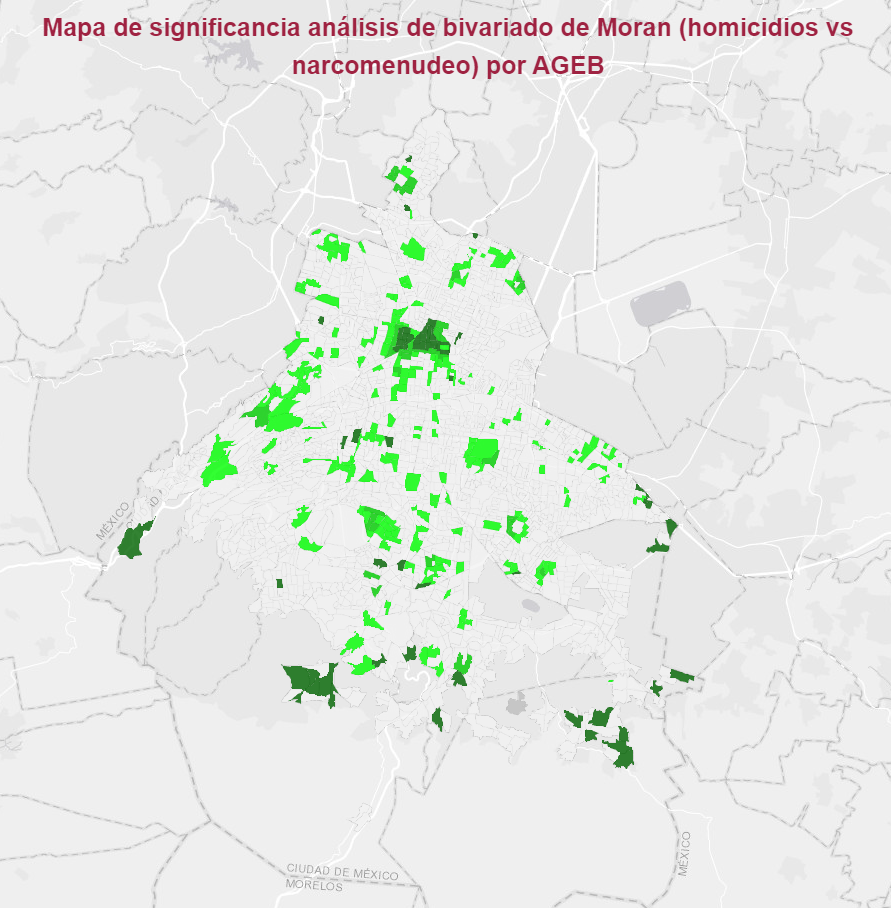 Mapa de significancia análisis de bivariado de Moran (homicidios vs
narcomenudeo) por AGEB
MÉXICO
AD
CIUDAD DE MÉXICO
MORELOS
MÉXICO